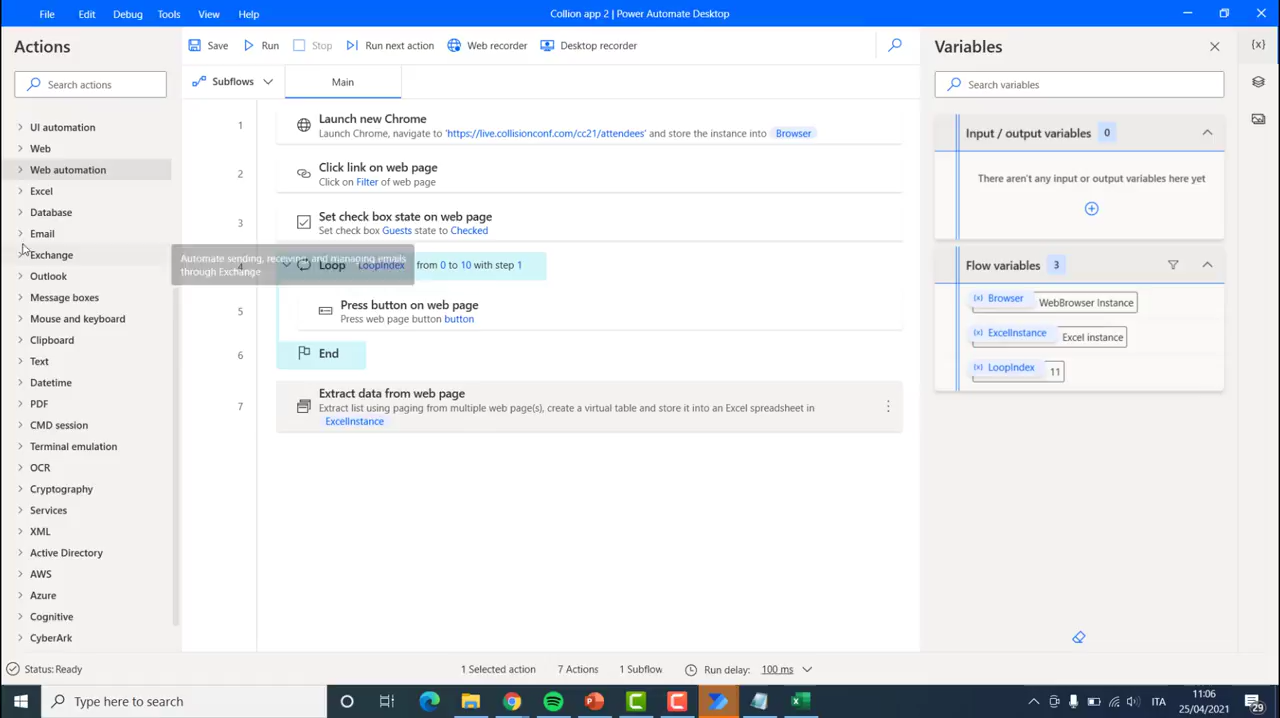 File Edit Debug Tools View Help
Collion app 2 | Power Automate Desktop
Actions
Search actions
UI automation
Web
Web automation
Excel
Database
Email
Exchange
Outlook
Message boxes
Mouse and keyboard
Clipboard
Text
Datetime
PDF
CMD session
Terminal emulation
OCR
Cryptography
Services
XML
Active Directory
AWS
Azure
Cognitive
CyberArk
Automate sending, receiving, and managing emails
through Exchange
Save Run Stop Run next action Web recorder Desktop recorder
Subflows Main
1 Launch new Chrome
Launch Chrome, navigate to 'https://live.collisionconf.com/cc21/attendees' and store the instance into Browser
2 Click link on web page
Click on Filter of web page
3 Set check box state on web page
Set check box Guests state to Checked
4 Loop LoopIndex from 0 to 10 with step 1
5 Press button on web page
Press web page button button
6 End
7 Extract data from web page
Extract list using paging from multiple web page(s), create a virtual table and store it into an Excel spreadsheet in
ExcelInstance
Variables
{x}
Search variables
Input / output variables 0
There aren't any input or output variables here yet
Flow variables 3
{x} Browser WebBrowser Instance
{x} ExcelInstance Excel instance
{x} LoopIndex 11
Status: Ready
1 Selected action 7 Actions 1 Subflow Run delay: 100 ms
Type here to search
ITA
11:06
25/04/2021
29